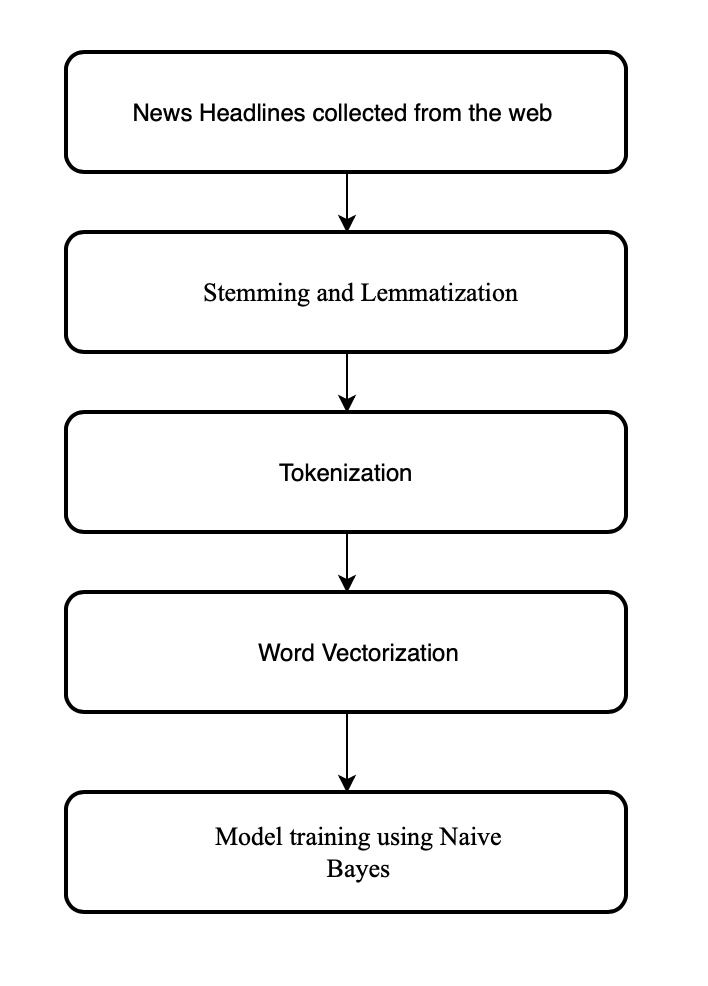 News Headlines collected from the web
Stemming and Lemmatization
Tokenization
Word Vectorization
Model training using Naive
Bayes